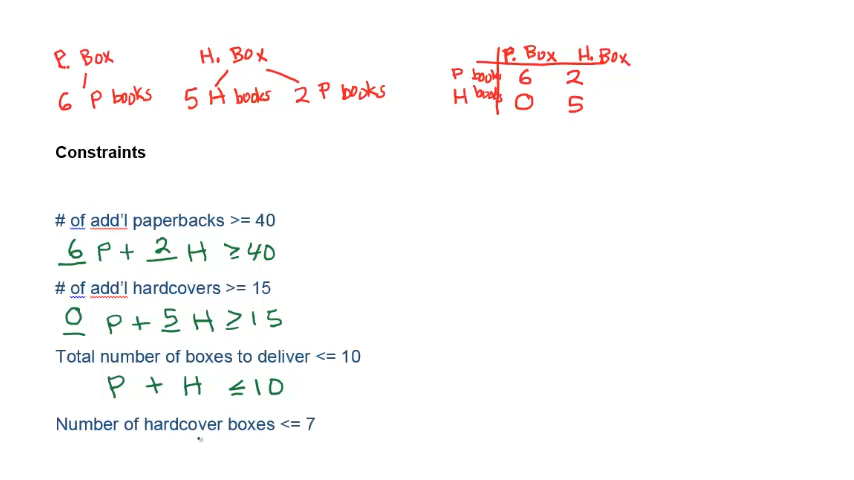 P. Box H. Box
6 P books 5 H books 2 P books
P. Box H. Box
P books 6 2
H books 0 5
Constraints
# of add'l paperbacks >= 40
6 P + 2 H ≥ 40
# of add'l hardcovers >= 15
0 P + 5 H ≥ 15
Total number of boxes to deliver <= 10
P + H ≤ 10
Number of hardcover boxes <= 7